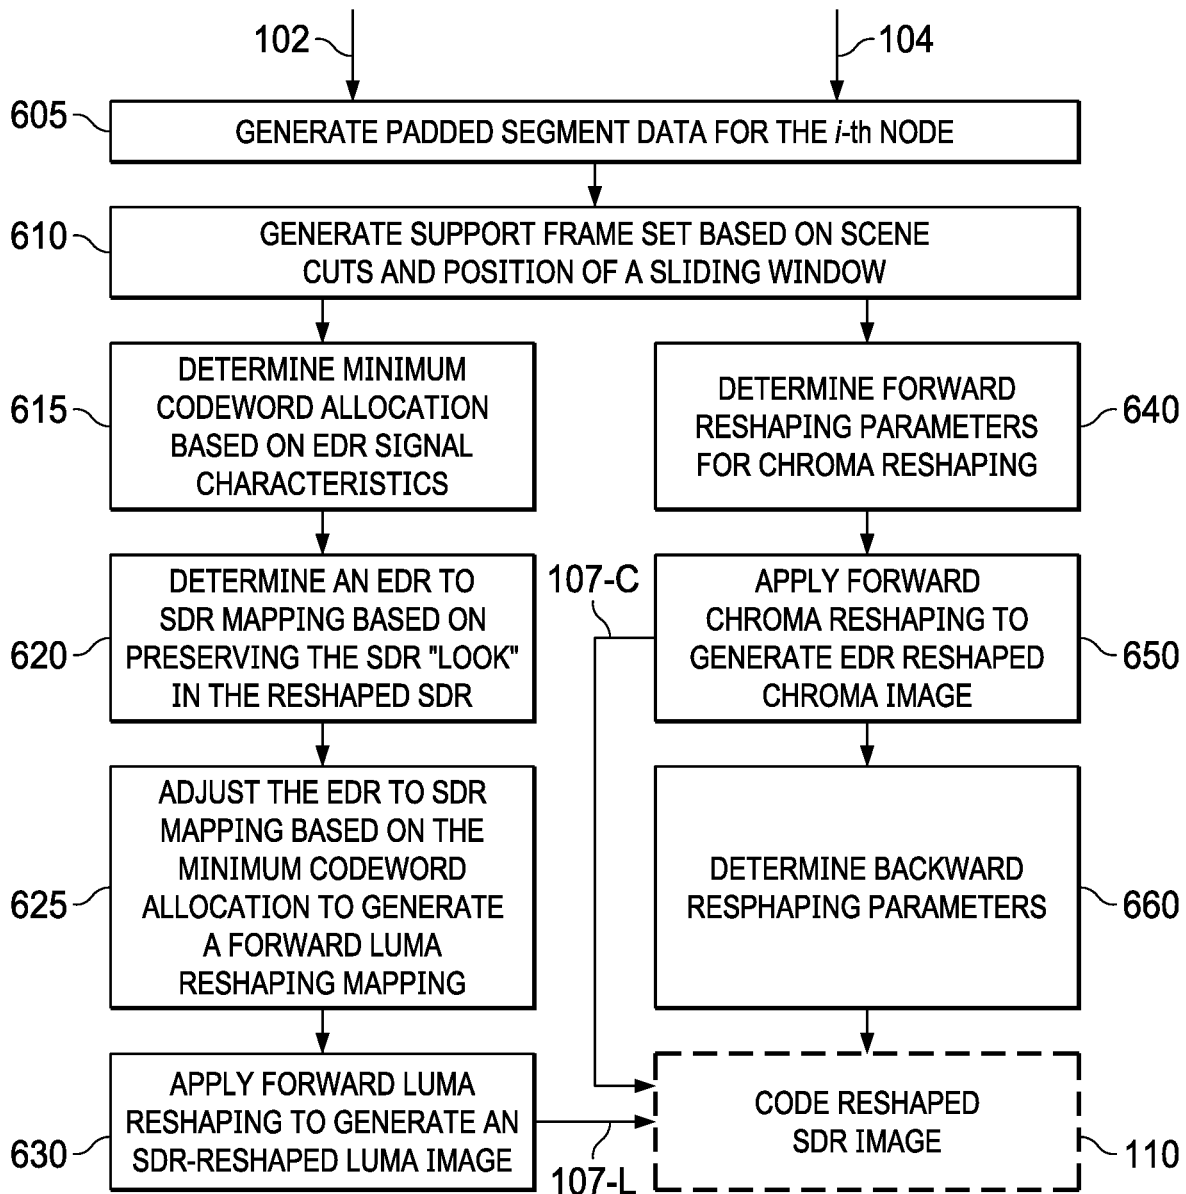 102
104
605
GENERATE PADDED SEGMENT DATA FOR THE i-th NODE
610
GENERATE SUPPORT FRAME SET BASED ON SCENE
CUTS AND POSITION OF A SLIDING WINDOW
615
DETERMINE MINIMUM
CODEWORD ALLOCATION
BASED ON EDR SIGNAL
CHARACTERISTICS
DETERMINE FORWARD
RESHAPING PARAMETERS
FOR CHROMA RESHAPING
640
620
DETERMINE AN EDR TO
SDR MAPPING BASED ON
PRESERVING THE SDR "LOOK"
IN THE RESHAPED SDR
107-C
APPLY FORWARD
CHROMA RESHAPING TO
GENERATE EDR RESHAPED
CHROMA IMAGE
650
625
ADJUST THE EDR TO SDR
MAPPING BASED ON THE
MINIMUM CODEWORD
ALLOCATION TO GENERATE
A FORWARD LUMA
RESHAPING MAPPING
DETERMINE BACKWARD
RESPHAPING PARAMETERS
660
630
APPLY FORWARD LUMA
RESHAPING TO GENERATE AN
SDR-RESHAPED LUMA IMAGE
107-L
CODE RESHAPED
SDR IMAGE
110